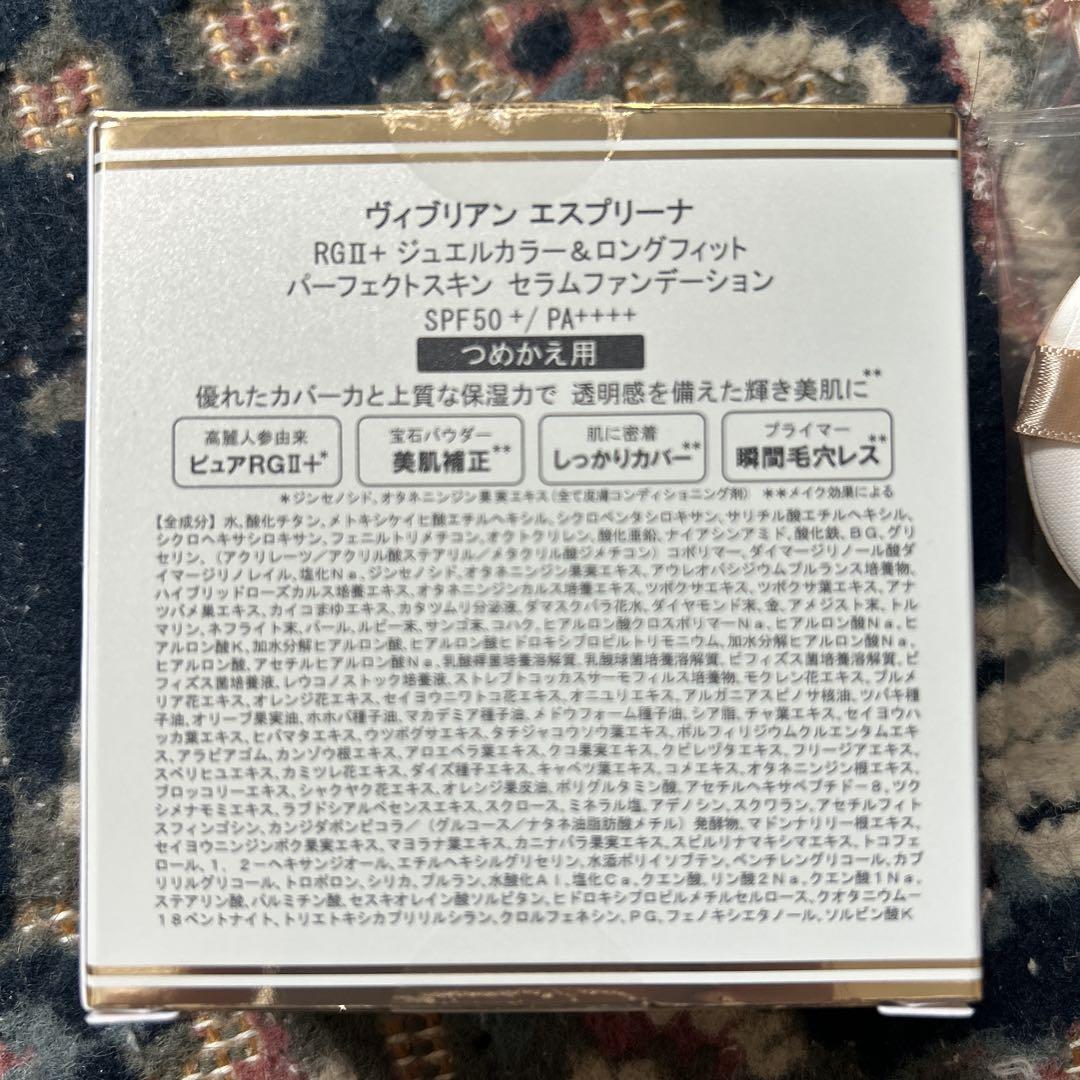 ヴィブリアン エスプリーナ
RGⅡ+ ジュエルカラー＆ロングフィット
パーフェクトスキン セラムファンデーション
SPF50+/ PA++++
つめかえ用
優れたカバー力と上質な保湿力で 透明感を備えた輝き美肌に**
高麗人参由来
ピュアRGⅡ+*
宝石パウダー
美肌補正**
肌に密着
しっかりカバー**
プライマー
瞬間毛穴レス**
*ジンセノシド、オタネニンジン果実エキス(全て皮膚コンディショニング剤) **メイク効果による
【全成分】水、酸化チタン、メトキシケイヒ酸エチルヘキシル、シクロペンタシロキサン、サリチル酸エチルヘキシル、
シクロヘキサシロキサン、フェニルトリメチコン、オクトクリレン、酸化亜鉛、ナイアシンアミド、酸化鉄、ＢＧ、グリ
セリン、（アクリレーツ／アクリル酸ステアリル／メタクリル酸ジメチコン）コポリマー、ダイマージリノール酸ダ
イマージリノレイル、塩化Ｎａ、ジンセノシド、オタネニンジン果実エキス、アウレオバシジウムプルランス培養物、
ハイブリッドローズカルス培養エキス、オタネニンジンカルス培養エキス、ツボクサエキス、ツボクサ葉エキス、アナ
ツバメ巣エキス、カイコまゆエキス、カタツムリ分泌液、ダマスクバラ花水、ダイヤモンド末、金、アメジスト末、トル
マリン、ネフライト末、パール、ルビー末、サンゴ末、コハク、ヒアルロン酸クロスポリマーＮａ、ヒアルロン酸Ｎａ、ヒ
アルロン酸Ｋ、加水分解ヒアルロン酸、ヒアルロン酸ヒドロキシプロピルトリモニウム、加水分解ヒアルロン酸Ｎａ、
ヒアルロン酸、アセチルヒアルロン酸Ｎａ、乳酸桿菌培養溶解質、乳酸球菌培養溶解質、ビフィズス菌培養溶解質、ビ
フィズス菌培養液、レウコノストック培養液、ストレプトコッカスサーモフィルス培養物、モクレン花エキス、プルメ
リア花エキス、オレンジ花エキス、セイヨウニワトコ花エキス、オニユリエキス、アルガニアスピノサ核油、ツバキ種
子油、オリーブ果実油、ホホバ種子油、マカデミア種子油、メドウフォーム種子油、シア脂、チャ葉エキス、セイヨウハ
ッカ葉エキス、ヒバマタエキス、ウツボグサエキス、タチジャコウソウ葉エキス、ポルフィリジウムクルエンタムエキ
ス、アラビアゴム、カンゾウ根エキス、アロエベラ葉エキス、クコ果実エキス、クビレヅタエキス、フリージアエキス、
スベリヒユエキス、カミツレ花エキス、ダイズ種子エキス、キャベツ葉エキス、コメエキス、オタネニンジン根エキス、
ブロッコリーエキス、シャクヤク花エキス、オレンジ果皮油、ポリグルタミン酸、アセチルヘキサペプチド－８、ツク
シメナモミエキス、ラブドシアルベセンスエキス、スクロース、ミネラル塩、アデノシン、スクワラン、アセチルフィト
スフィンゴシン、カンジダボンビコラ／（グルコース／ナタネ油脂肪酸メチル）発酵物、マドンナリリー根エキス、
セイヨウニンジンボク果実エキス、マヨラナ葉エキス、カニナバラ果実エキス、スピルリナマキシマエキス、トコフェ
ロール、１，２－ヘキサンジオール、エチルヘキシルグリセリン、水添ポリイソブテン、ペンチレングリコール、カプ
リリルグリコール、トロポロン、シリカ、プルラン、水酸化Ａｌ、塩化Ｃａ、クエン酸、リン酸２Ｎａ、クエン酸１Ｎａ、
ステアリン酸、パルミチン酸、セスキオレイン酸ソルビタン、ヒドロキシプロピルメチルセルロース、クオタニウム－
１８ベントナイト、トリエトキシカプリリルシラン、クロルフェネシン、ＰＧ、フェノキシエタノール、ソルビン酸Ｋ